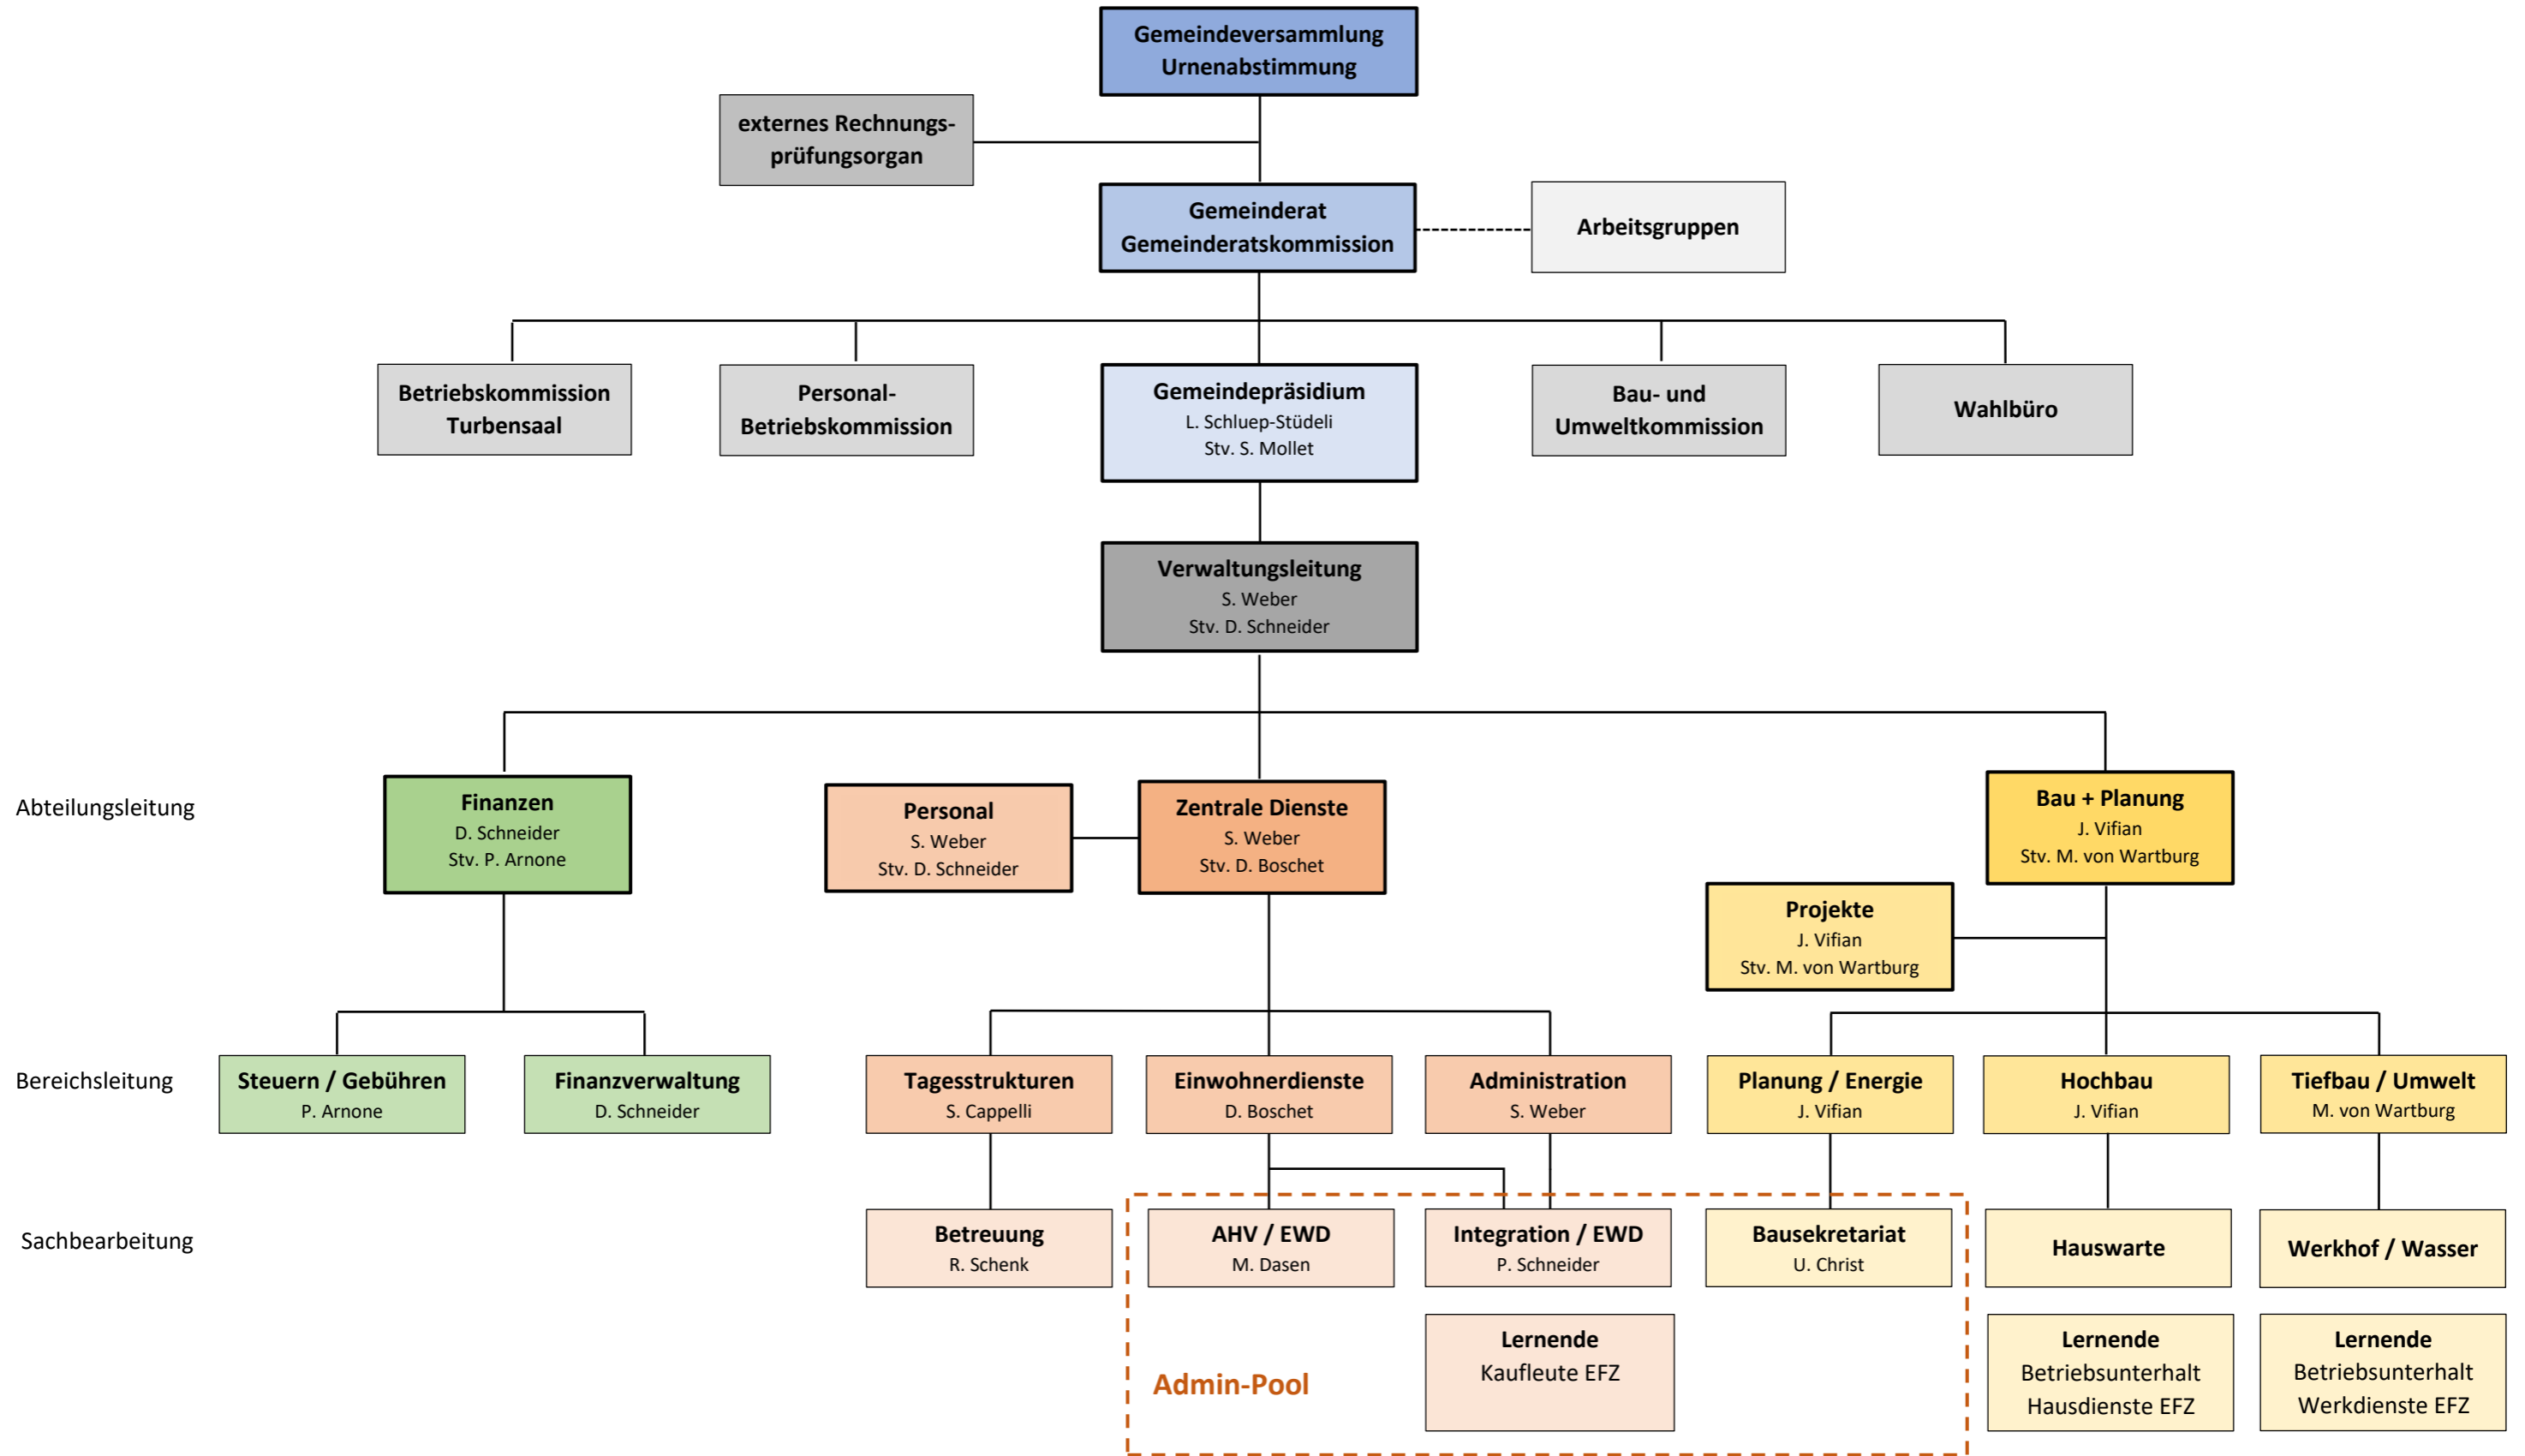 Gemeindeversammlung
Urnenabstimmung
externes Rechnungs-
prüfungsorgan
Gemeinderat
Gemeinderatskommission
Arbeitsgruppen
Betriebskommission
Turbensaal
Personal-
Betriebskommission
Gemeindepräsidium
L. Schluep-Stüdeli
Stv. S. Mollet
Bau- und
Umweltkommission
Wahlbüro
Verwaltungsleitung
S. Weber
Stv. D. Schneider
Abteilungsleitung
Finanzen
D. Schneider
Stv. P. Arnone
Personal
S. Weber
Stv. D. Schneider
Zentrale Dienste
S. Weber
Stv. D. Boschet
Bau + Planung
J. Vifian
Stv. M. von Wartburg
Projekte
J. Vifian
Stv. M. von Wartburg
Bereichsleitung
Steuern / Gebühren
P. Arnone
Finanzverwaltung
D. Schneider
Tagesstrukturen
S. Cappelli
Einwohnerdienste
D. Boschet
Administration
S. Weber
Planung / Energie
J. Vifian
Hochbau
J. Vifian
Tiefbau / Umwelt
M. von Wartburg
Sachbearbeitung
Betreuung
R. Schenk
AHV / EWD
M. Dasen
Integration / EWD
P. Schneider
Bausekretariat
U. Christ
Hauswarte
Werkhof / Wasser
Admin-Pool
Lernende
Kaufleute EFZ
Lernende
Betriebsunterhalt
Hausdienste EFZ
Lernende
Betriebsunterhalt
Werkdienste EFZ